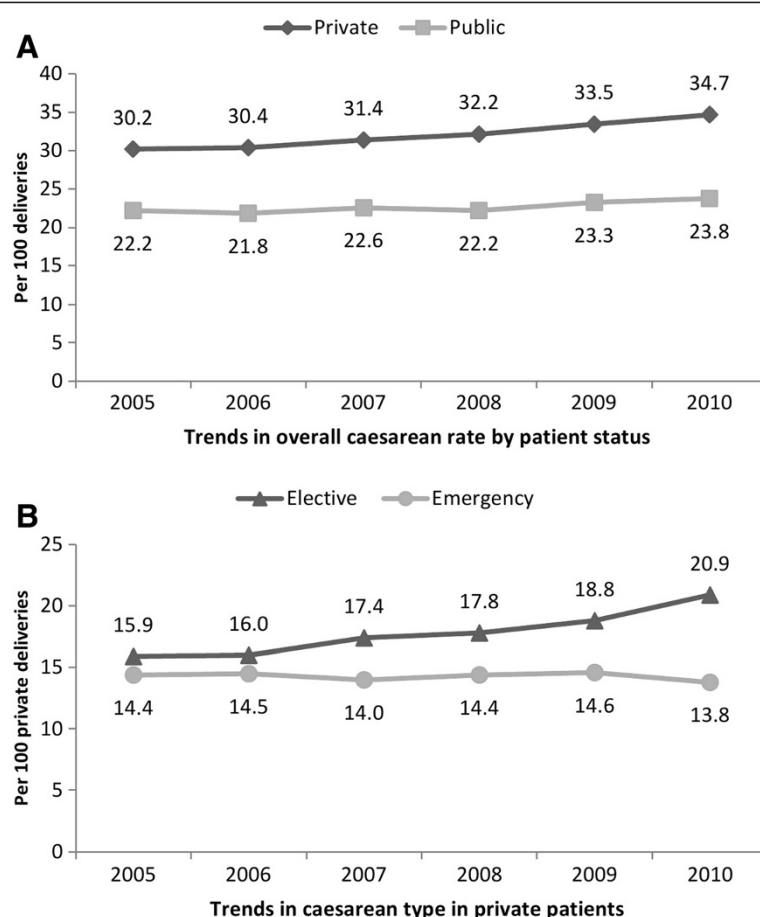 Private Public
A
40
35
30
25
20
15
10
5
0
Per 100 deliveries
30.2 30.4 31.4 32.2 33.5 34.7
22.2 21.8 22.6 22.2 23.3 23.8
2005 2006 2007 2008 2009 2010
Trends in overall caesarean rate by patient status
Elective Emergency
B
25
20
15
10
5
0
Per 100 private deliveries
15.9 16.0 17.4 17.8 18.8 20.9
14.4 14.5 14.0 14.4 14.6 13.8
2005 2006 2007 2008 2009 2010
Trends in caesarean type in private patients